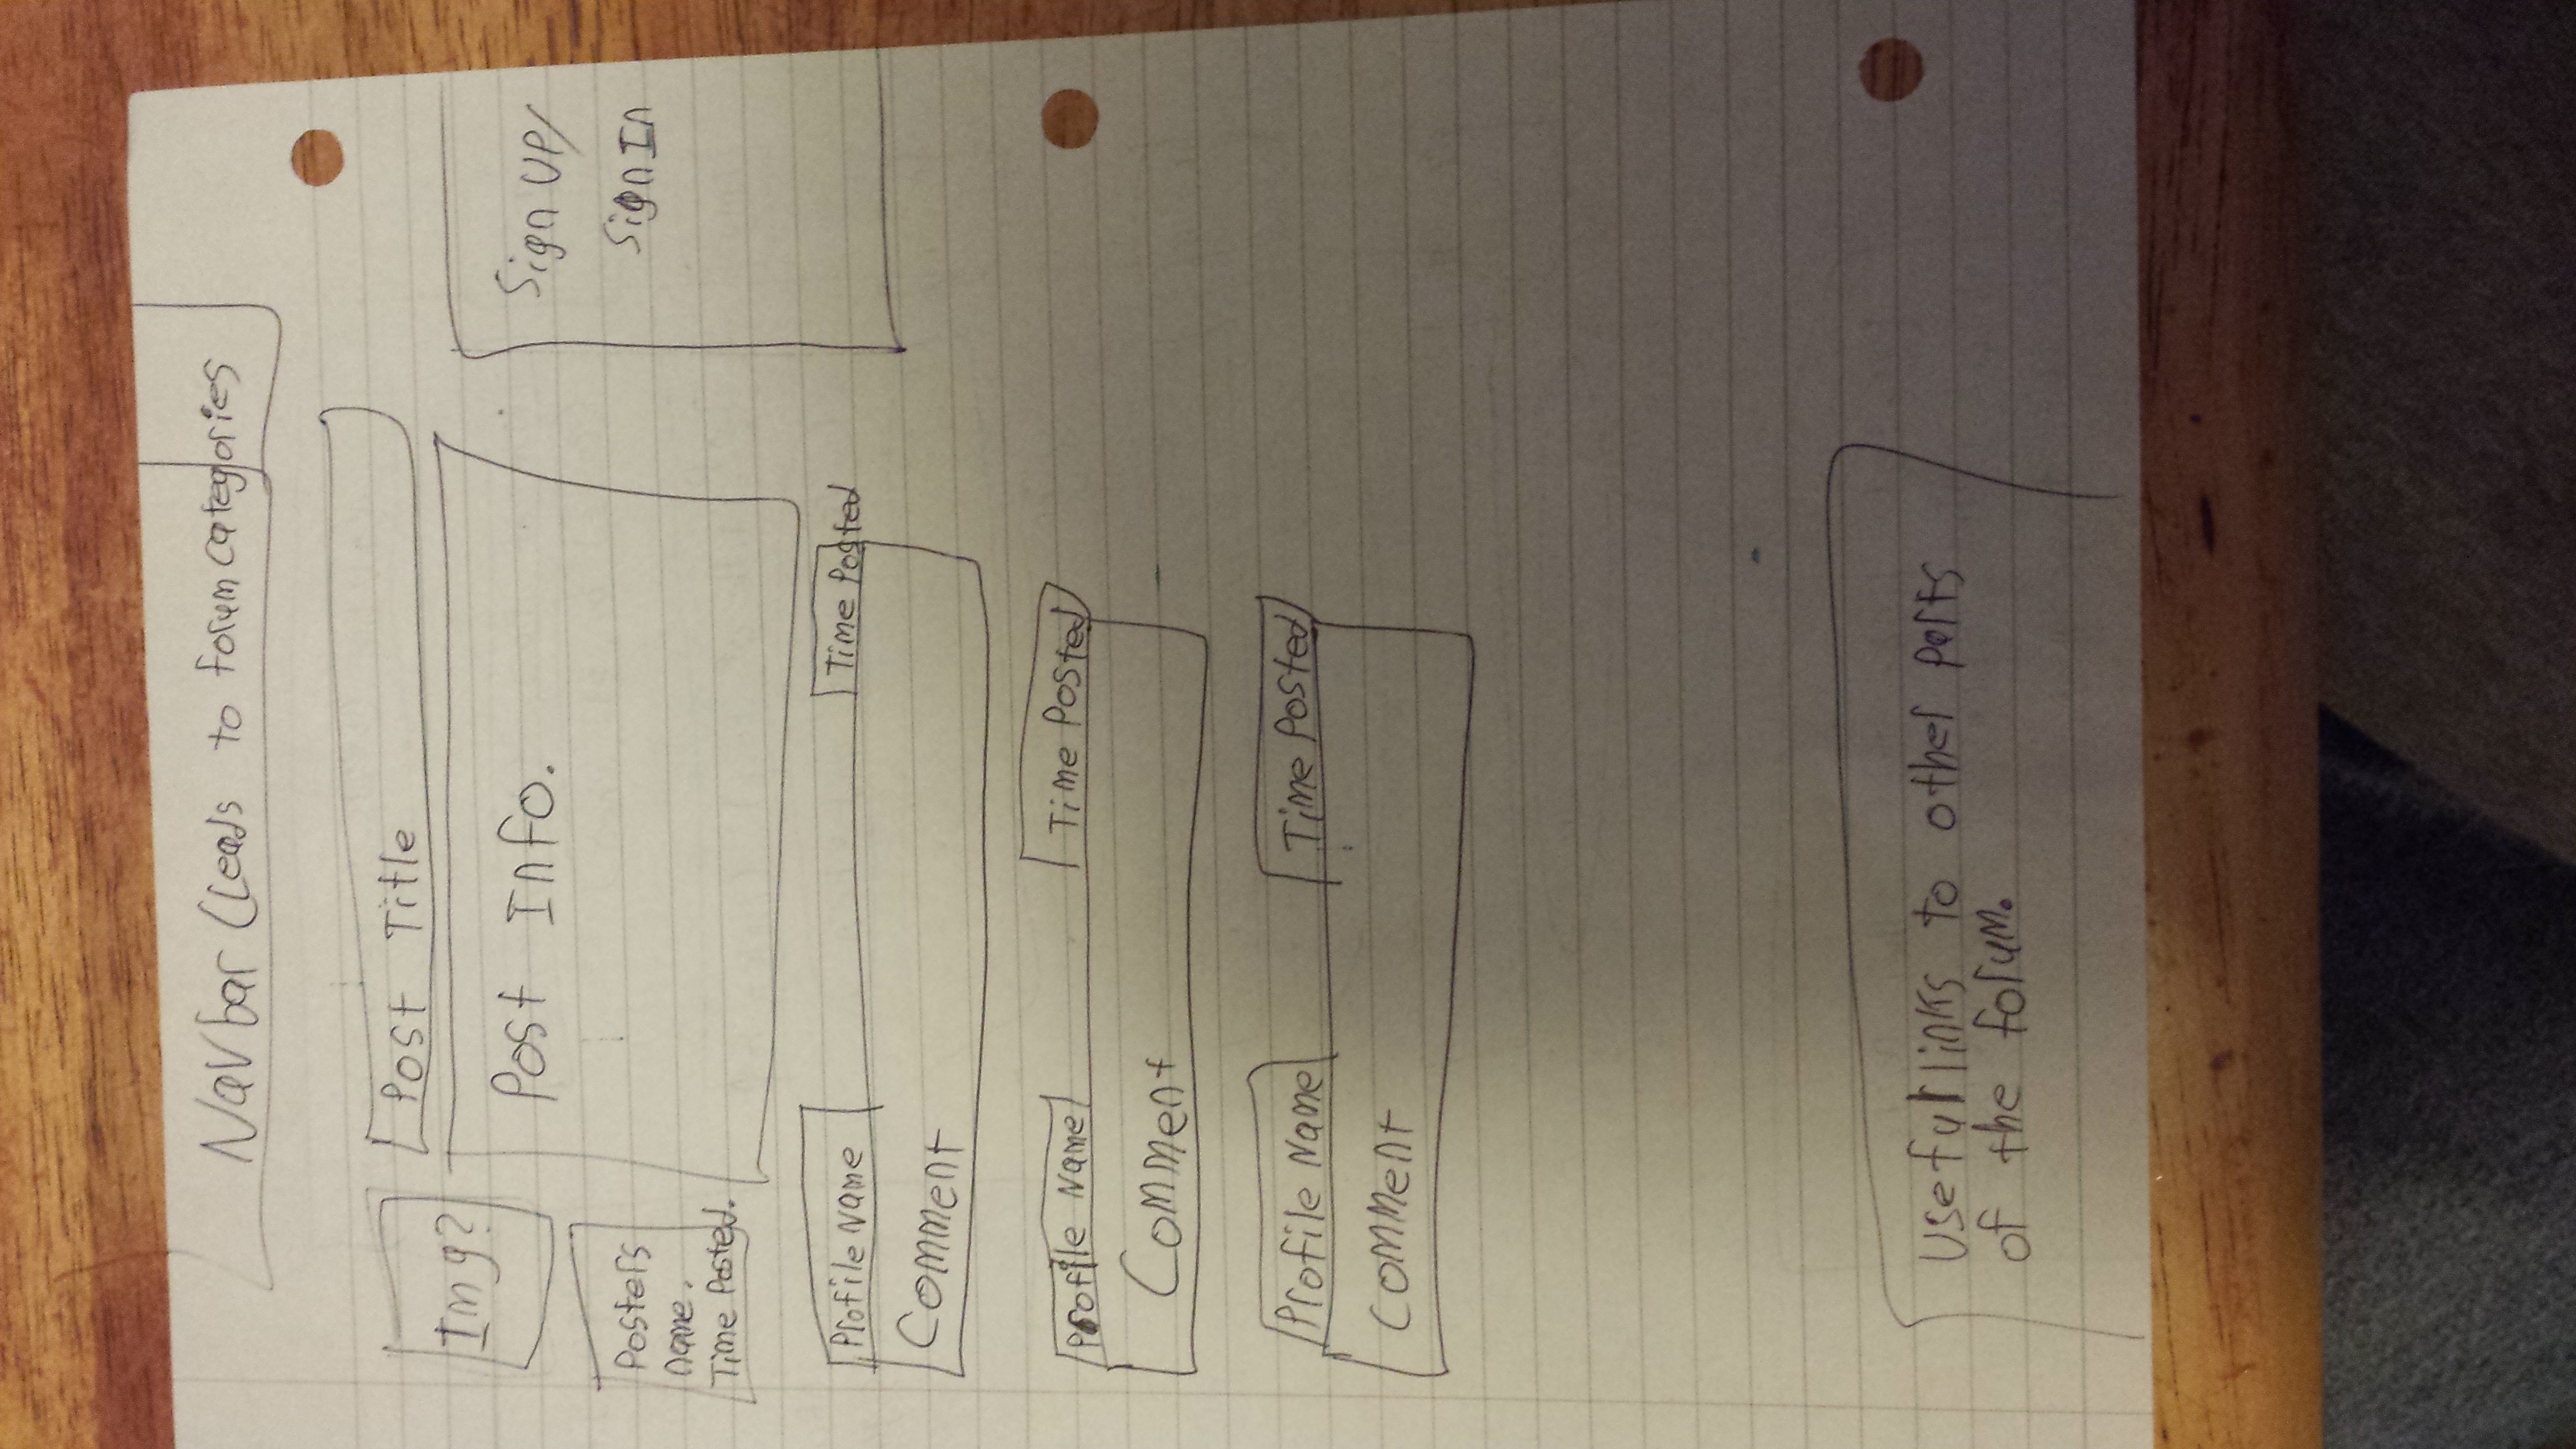 Navbar (Leads to forum categories
Img?
Post Title
Post Info.
Posters
name.
Time Posted.
Sign UP/
Sign In
Profile Name
Time Posted
Comment
Profile Name
Time Posted
Comment
Profile Name
Time Posted
Comment
Useful links to other parts
of the forum.